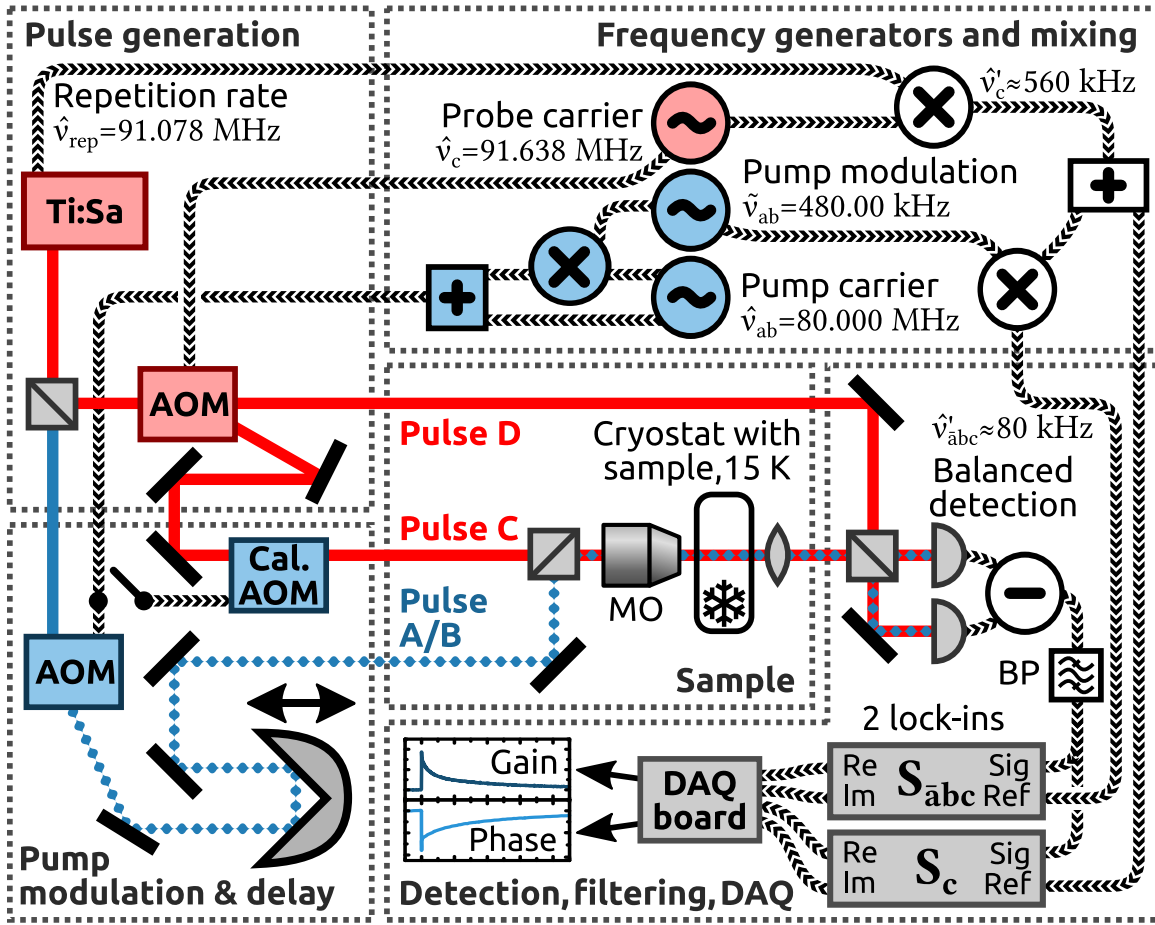 Pulse generation
Frequency generators and mixing
Repetition rate
ν̂rep=91.078 MHz
Probe carrier
ν̂c=91.638 MHz
ν̂'c≈560 kHz
Pump modulation
ν̃ab=480.00 kHz
Pump carrier
ν̂ab=80.000 MHz
Ti:Sa
AOM
Pulse D
Cryostat with
sample,15 K
ν̂'ābc≈80 kHz
Balanced
detection
Pulse C
Cal.
AOM
Pulse
A/B
MO
AOM
Sample
BP
2 lock-ins
Gain
Phase
DAQ
board
Re
Im
Sābc
Sig
Ref
Re
Im
Sc
Sig
Ref
Pump
modulation & delay
Detection, filtering, DAQ